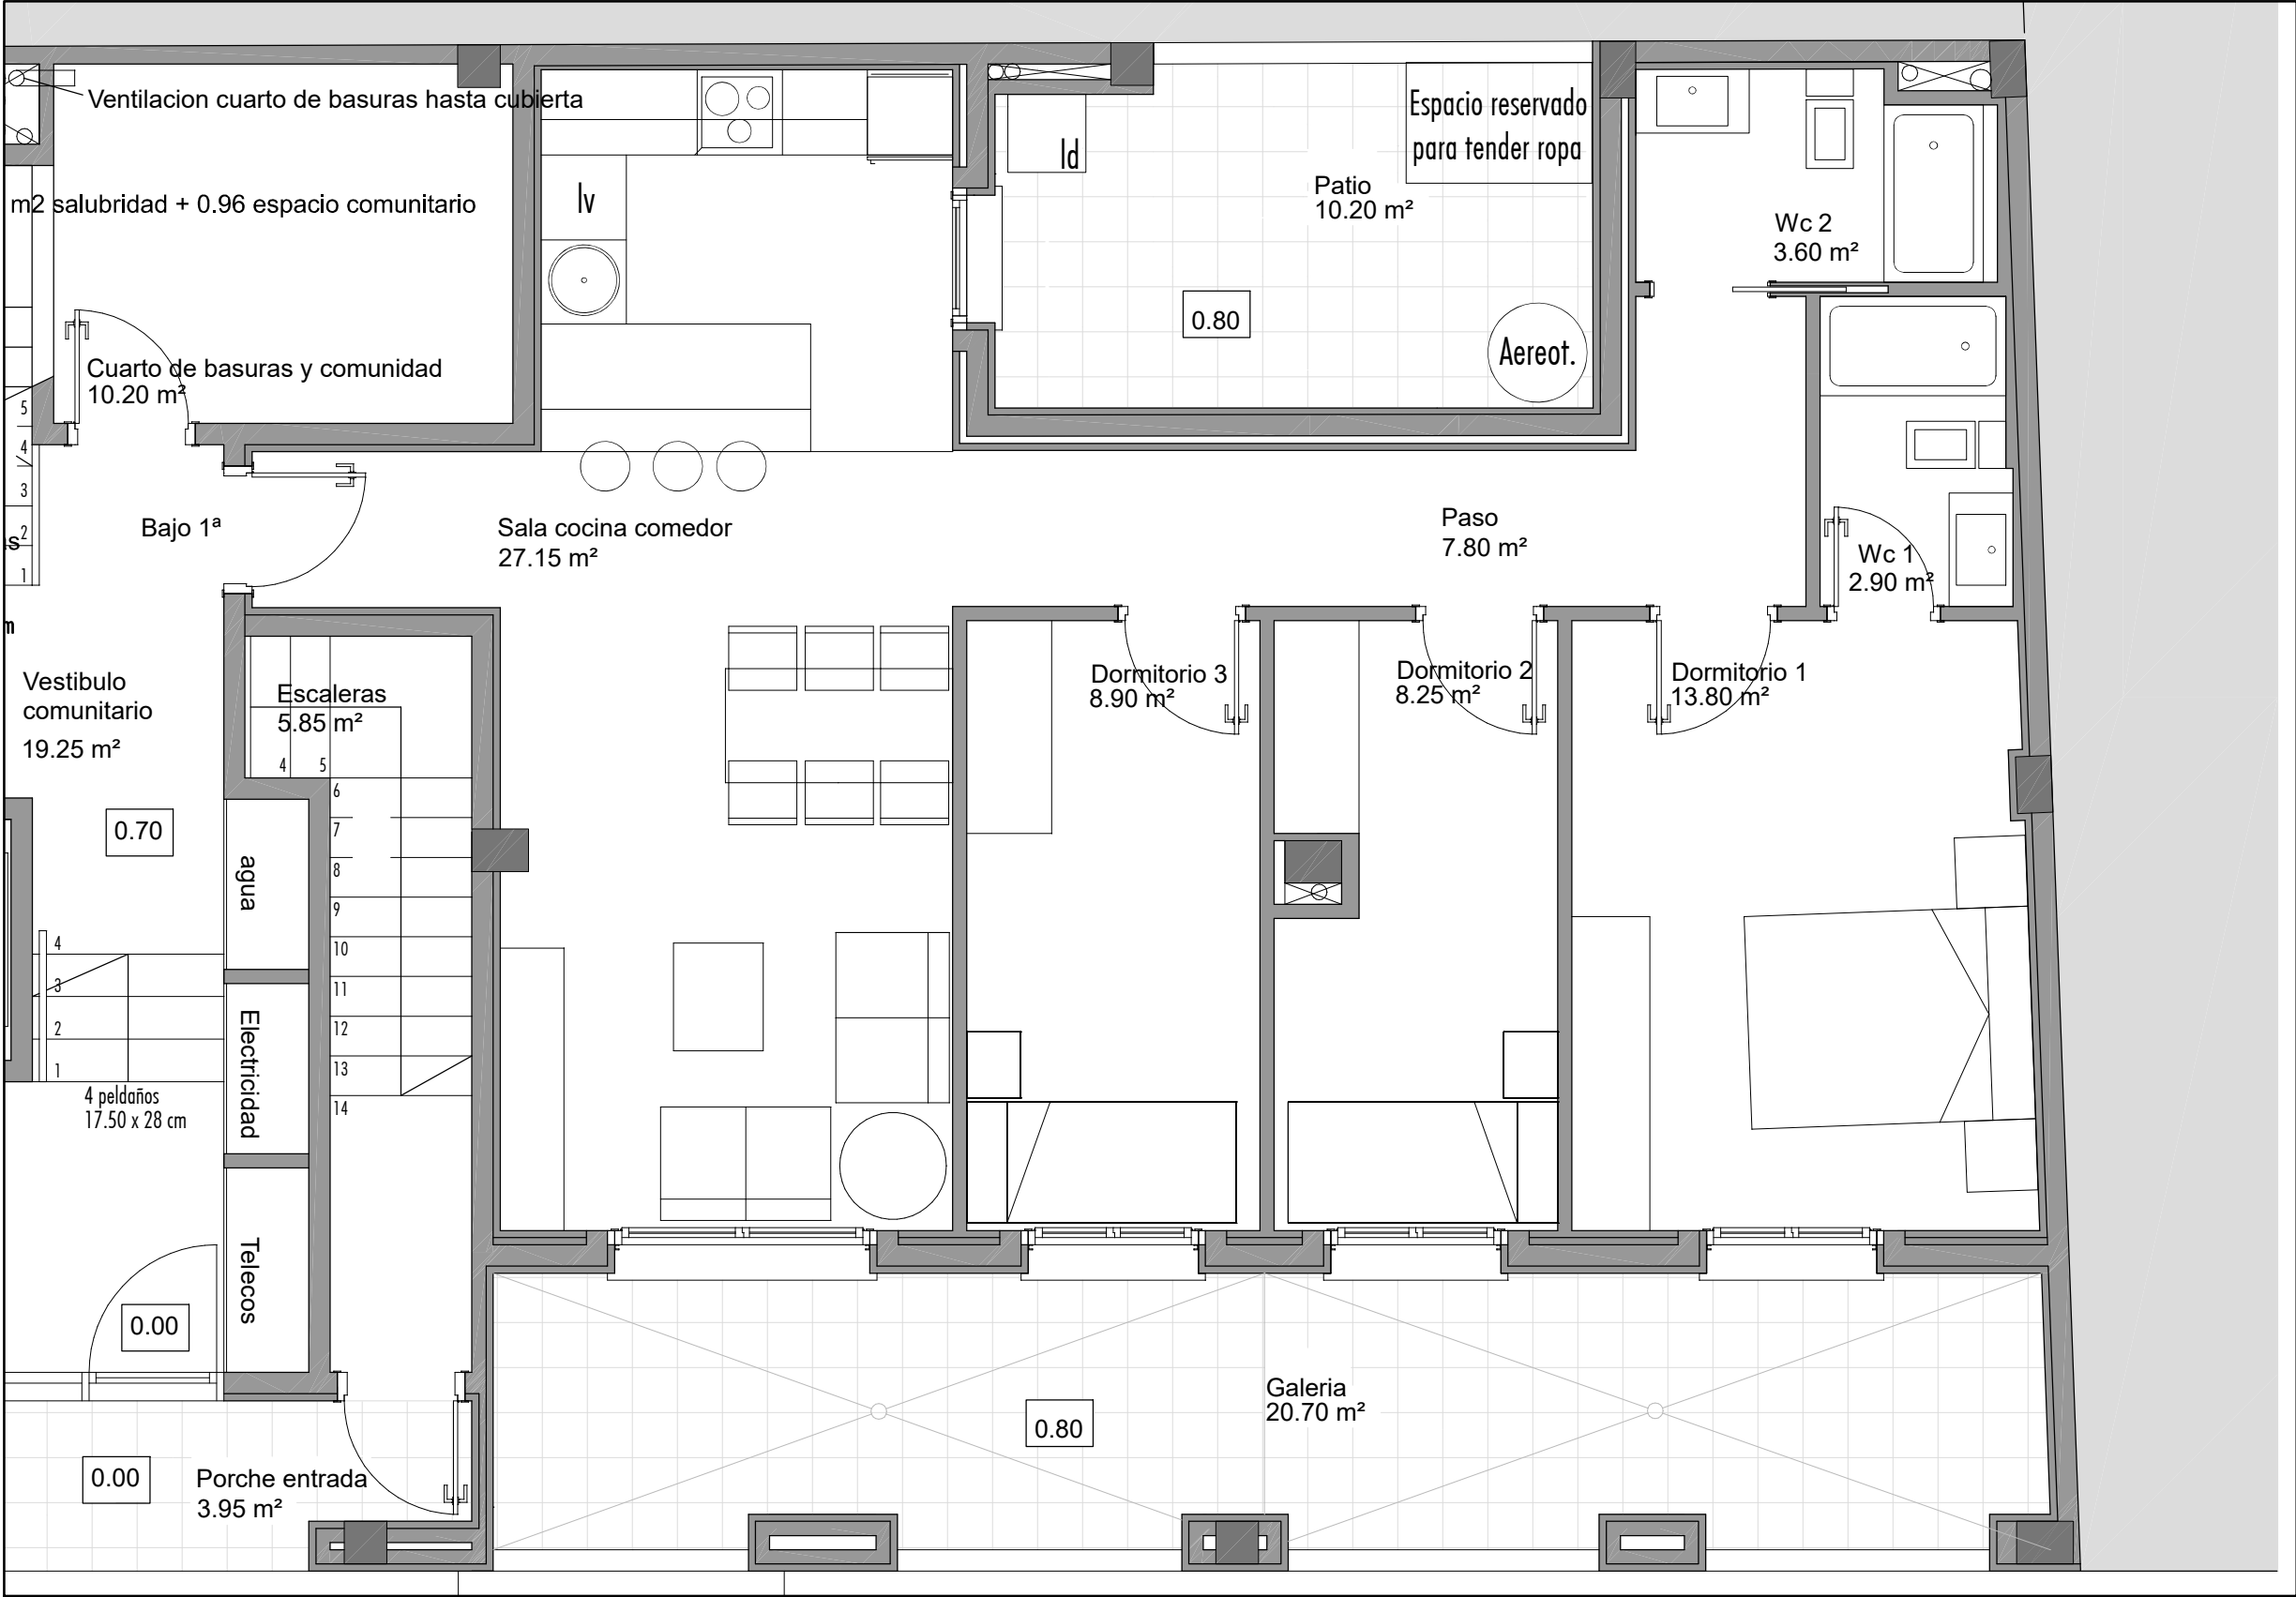 Ventilacion cuarto de basuras hasta cubierta
m2 salubridad + 0.96 espacio comunitario
Cuarto de basuras y comunidad
10.20 m²
lv
ld
Espacio reservado
para tender ropa
Patio
10.20 m²
0.80
Aereot.
Wc 2
3.60 m²
5
4
3
2
1
Bajo 1ª
Sala cocina comedor
27.15 m²
Paso
7.80 m²
Wc 1
2.90 m²
Vestibulo
comunitario
19.25 m²
0.70
Escaleras
5.85 m²
4
5
6
7
8
9
10
11
12
13
14
Dormitorio 3
8.90 m²
Dormitorio 2
8.25 m²
Dormitorio 1
13.80 m²
agua
Electricidad
Telecos
4
3
2
1
4 peldaños
17.50 x 28 cm
0.00
0.00
Porche entrada
3.95 m²
0.80
Galeria
20.70 m²